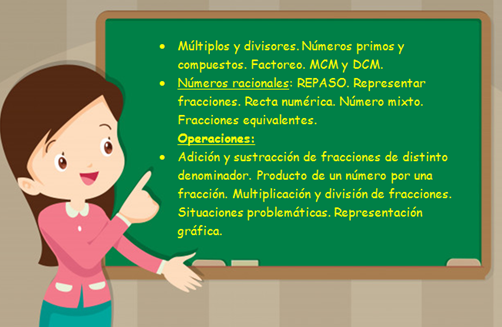 • Múltiplos y divisores. Números primos y
compuestos. Factoreo. MCM y DCM.
• Números racionales: REPASO. Representar
fracciones. Recta numérica. Número mixto.
Fracciones equivalentes.
Operaciones:
• Adición y sustracción de fracciones de distinto
denominador. Producto de un número por una
fracción. Multiplicación y división de fracciones.
Situaciones problemáticas. Representación
gráfica.